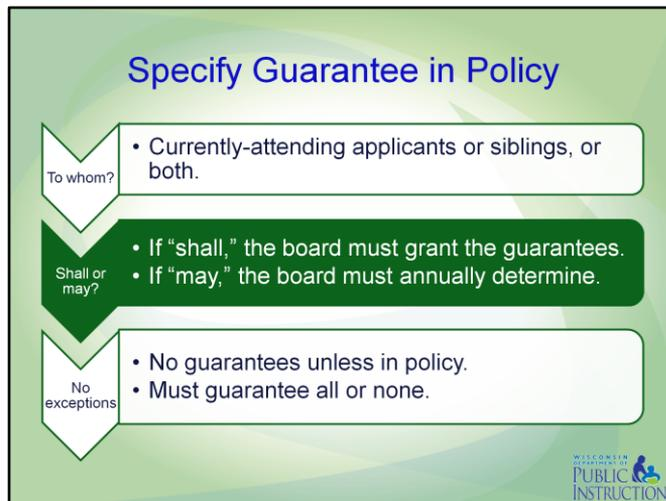 Specify Guarantee in Policy
To whom?
• Currently-attending applicants or siblings, or
both.
Shall or
may?
• If “shall,” the board must grant the guarantees.
• If “may,” the board must annually determine.
No
exceptions
• No guarantees unless in policy.
• Must guarantee all or none.
WISCONSIN
DEPARTMENT OF
PUBLIC
INSTRUCTION